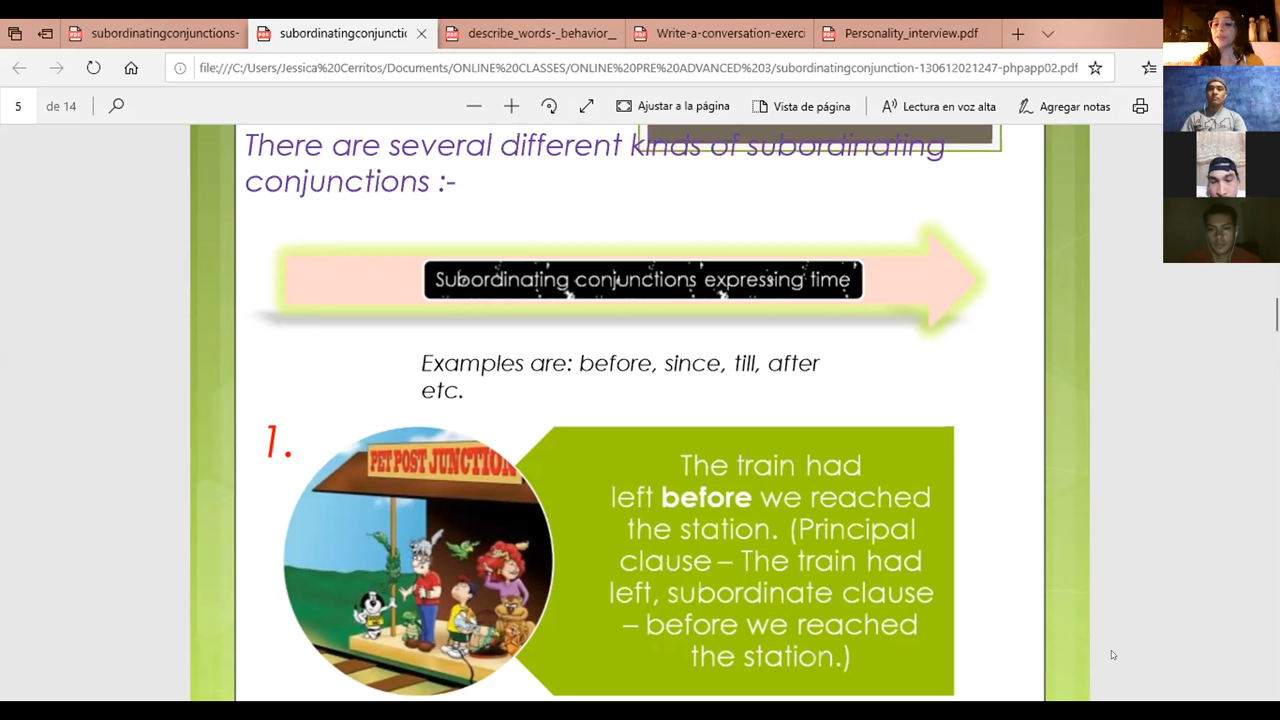 subordinatingconjunctions-
subordinatingconjunctic
describe_words-_behavior_
Write-a-conversation-exerci
Personality_interview.pdf
file:///C:/Users/Jessica%20Cerritos/Documents/ONLINE%20CLASSES/ONLINE%20PRE%20ADVANCED%203/subordinatingconjunction-130612021247-phpapp02.pdf
5 de 14
Ajustar a la página
Vista de página
Lectura en voz alta
Agregar notas
There are several different kinds of subordinating
conjunctions :-
Subordinating conjunctions expressing time
Examples are: before, since, till, after
etc.
1.
PET POST JUNCTION
The train had
left before we reached
the station. (Principal
clause – The train had
left, subordinate clause
– before we reached
the station.)